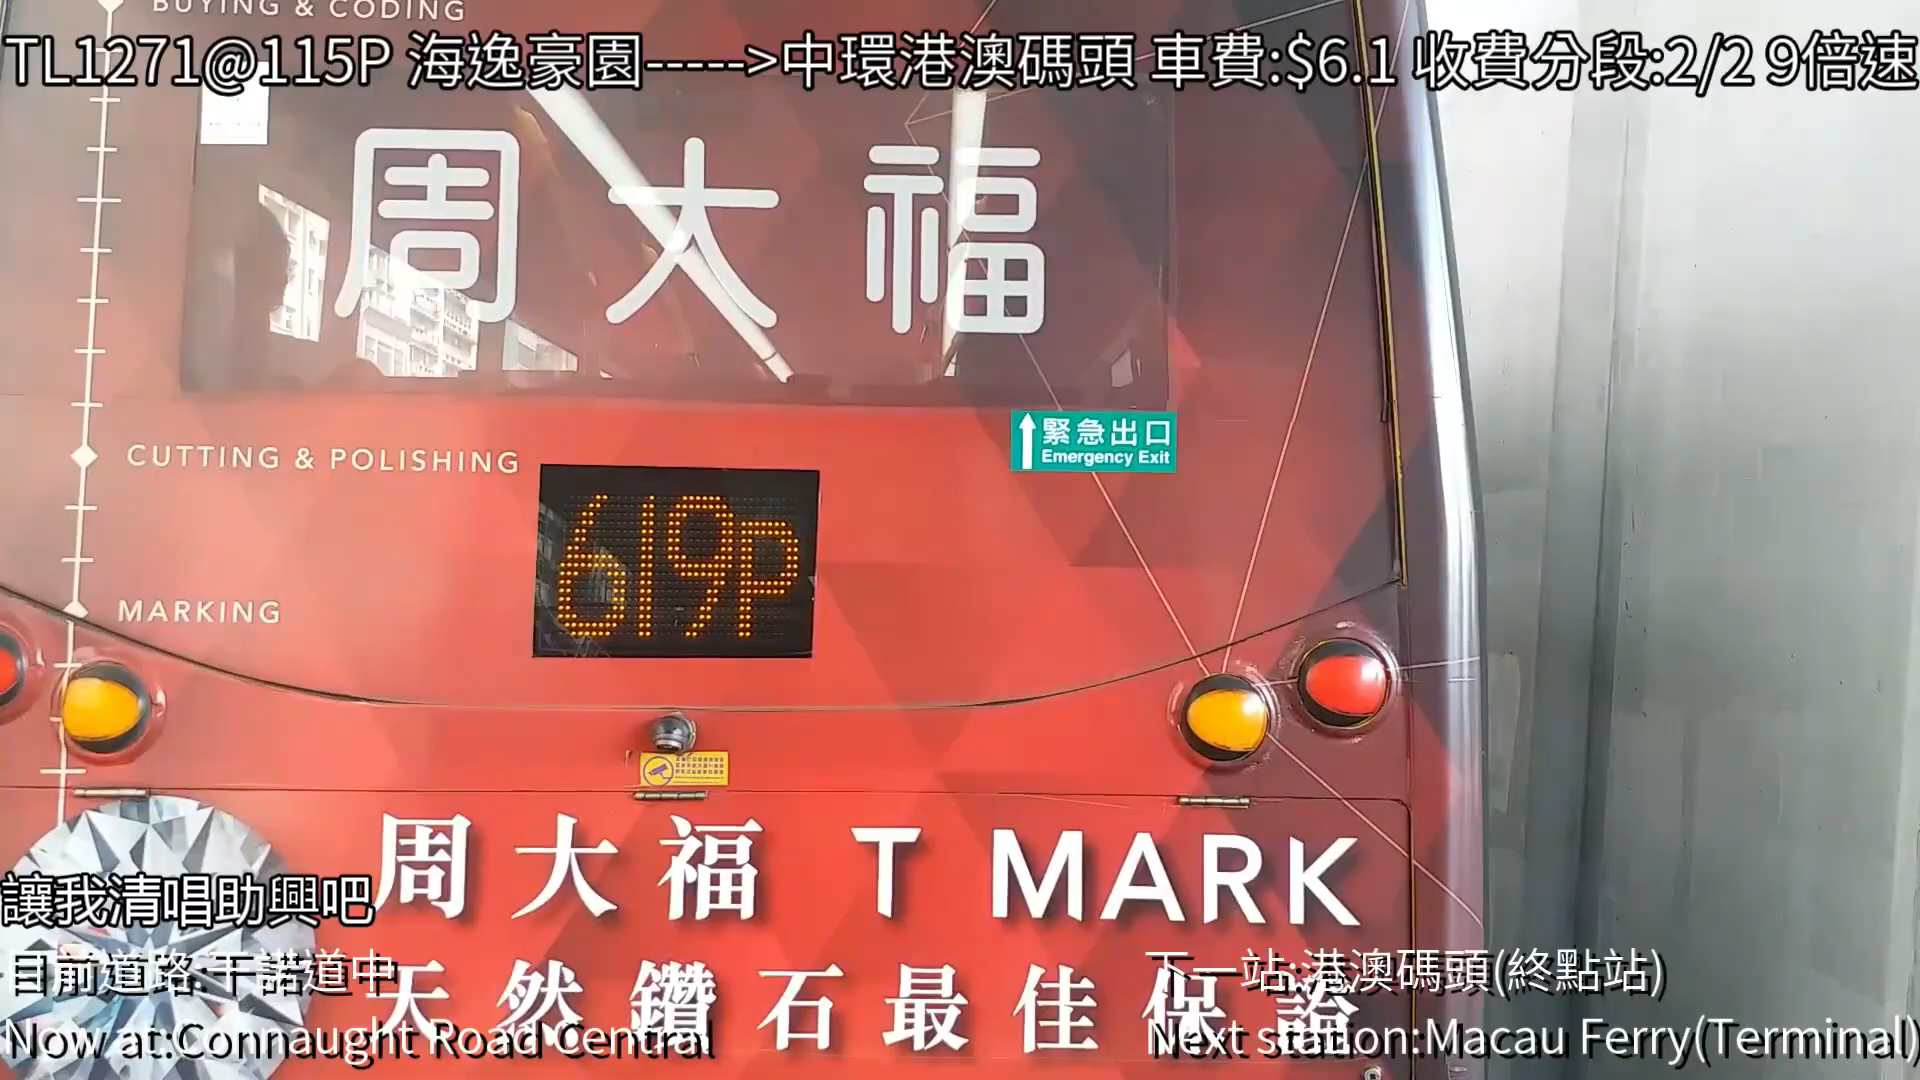 BUYING & CODING
TL1271@115P 海逸豪園----->中環港澳碼頭 車費:$6.1 收費分段:2/2 9倍速
周大福
緊急出口
Emergency Exit
CUTTING & POLISHING
619P
MARKING
周大福 T MARK
讓我清唱助興吧
天然鑽石最佳保證
目前道路:干諾道中
下一站:港澳碼頭(終點站)
Now at:Connaught Road Central
Next station:Macau Ferry(Terminal)